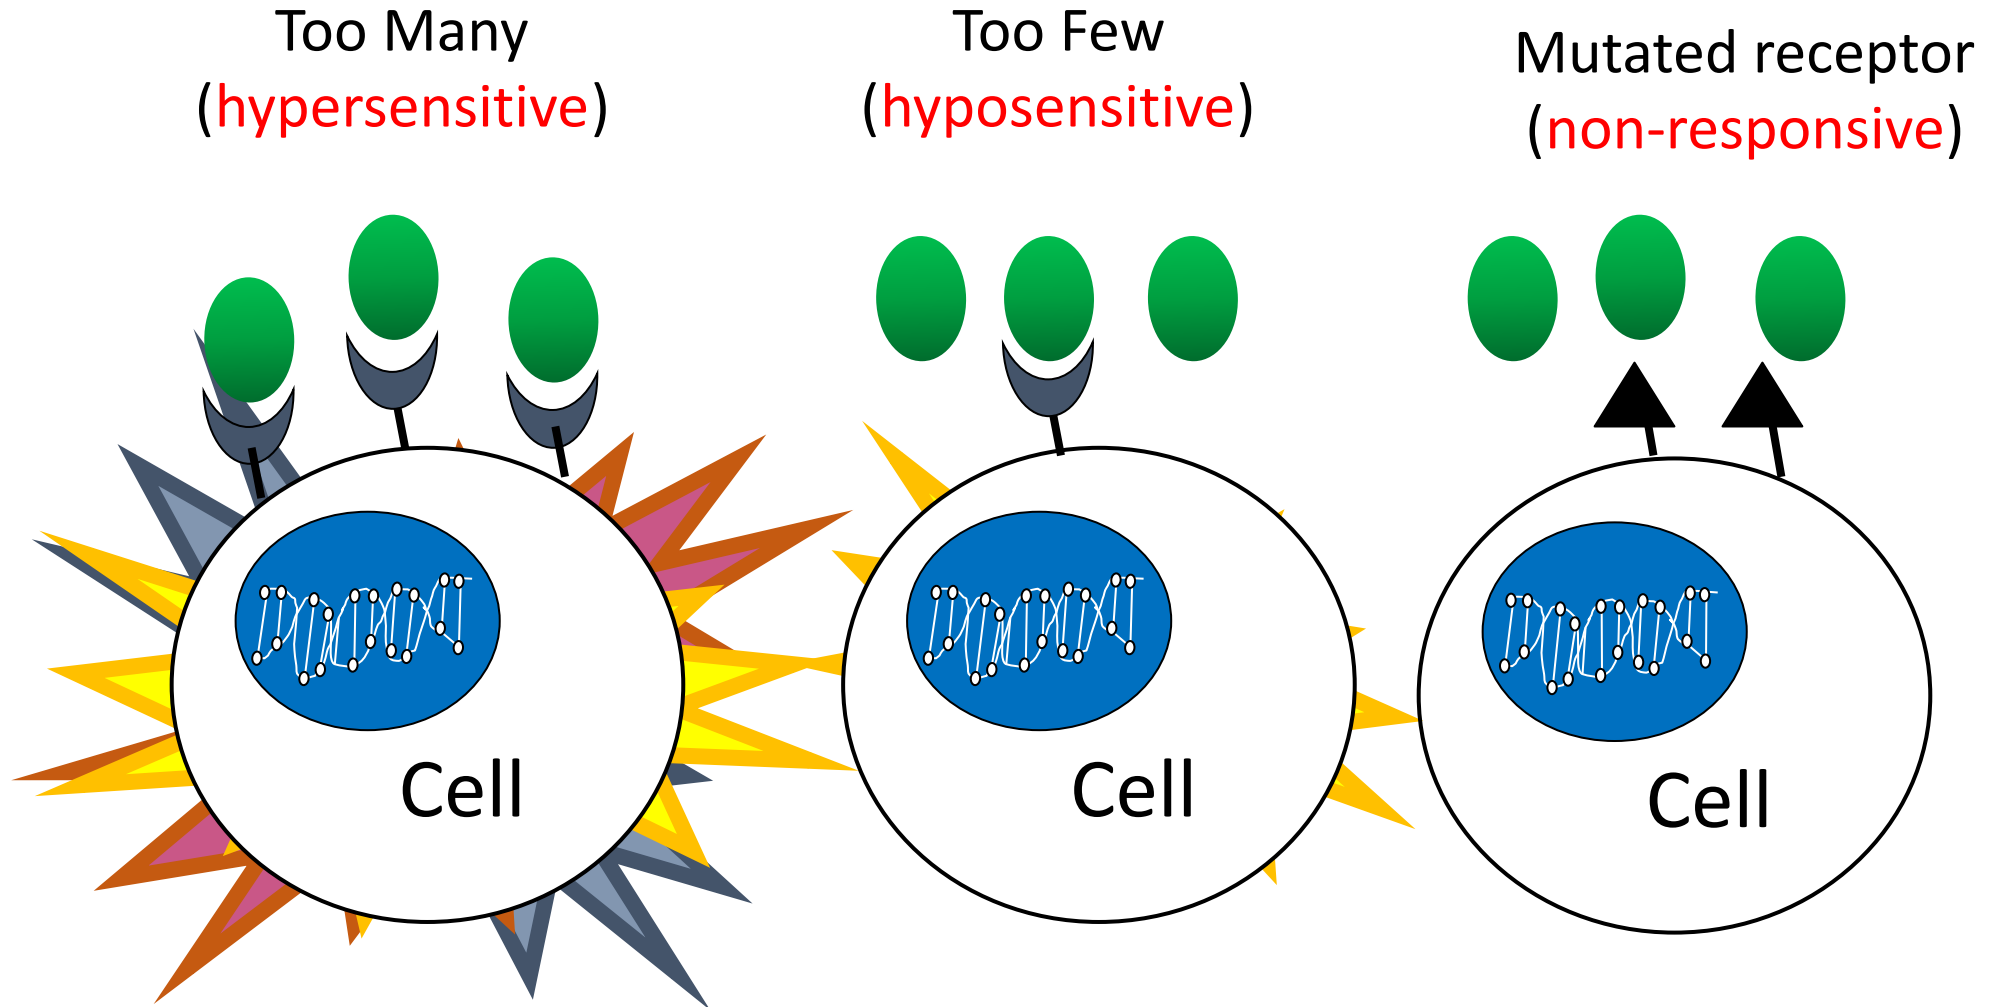 Too Many
(hypersensitive)
Too Few
(hyposensitive)
Mutated receptor
(non-responsive)
Cell
Cell
Cell